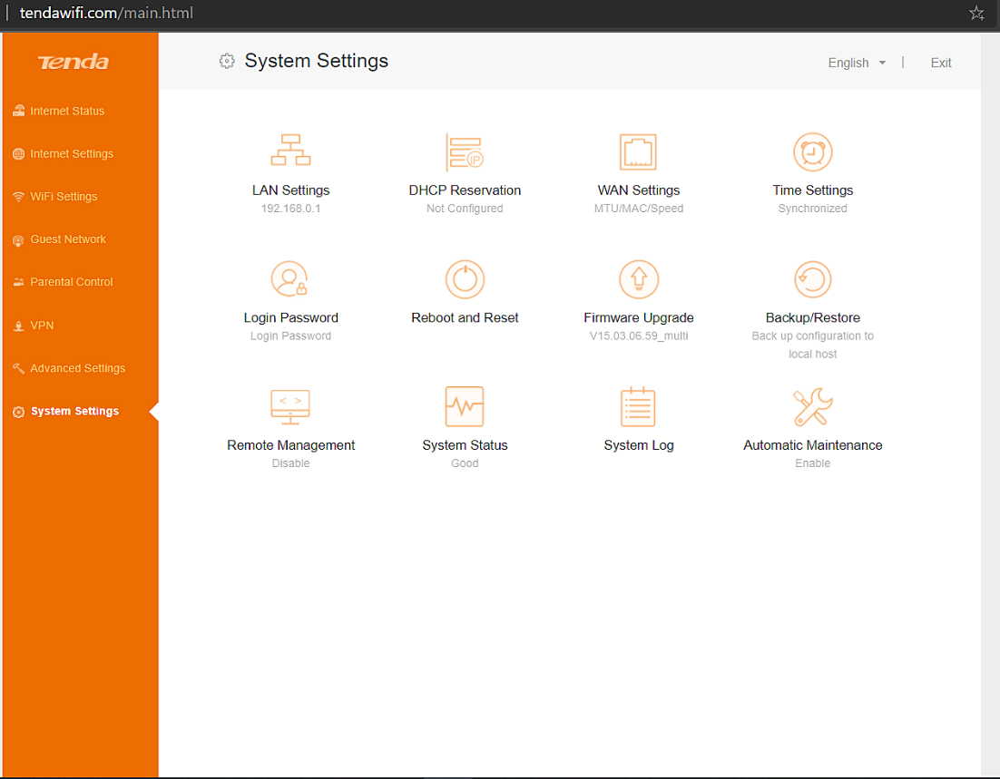 tendawifi.com/main.html
Tenda
Internet Status
Internet Settings
WiFi Settings
Guest Network
Parental Control
VPN
Advanced Settings
System Settings
System Settings
English | Exit
LAN Settings
192.168.0.1
DHCP Reservation
Not Configured
IP
WAN Settings
MTU/MAC/Speed
Time Settings
Synchronized
Login Password
Login Password
Reboot and Reset
Firmware Upgrade
V15.03.06.59_multi
Backup/Restore
Back up configuration to
local host
Remote Management
Disable
System Status
Good
System Log
Automatic Maintenance
Enable